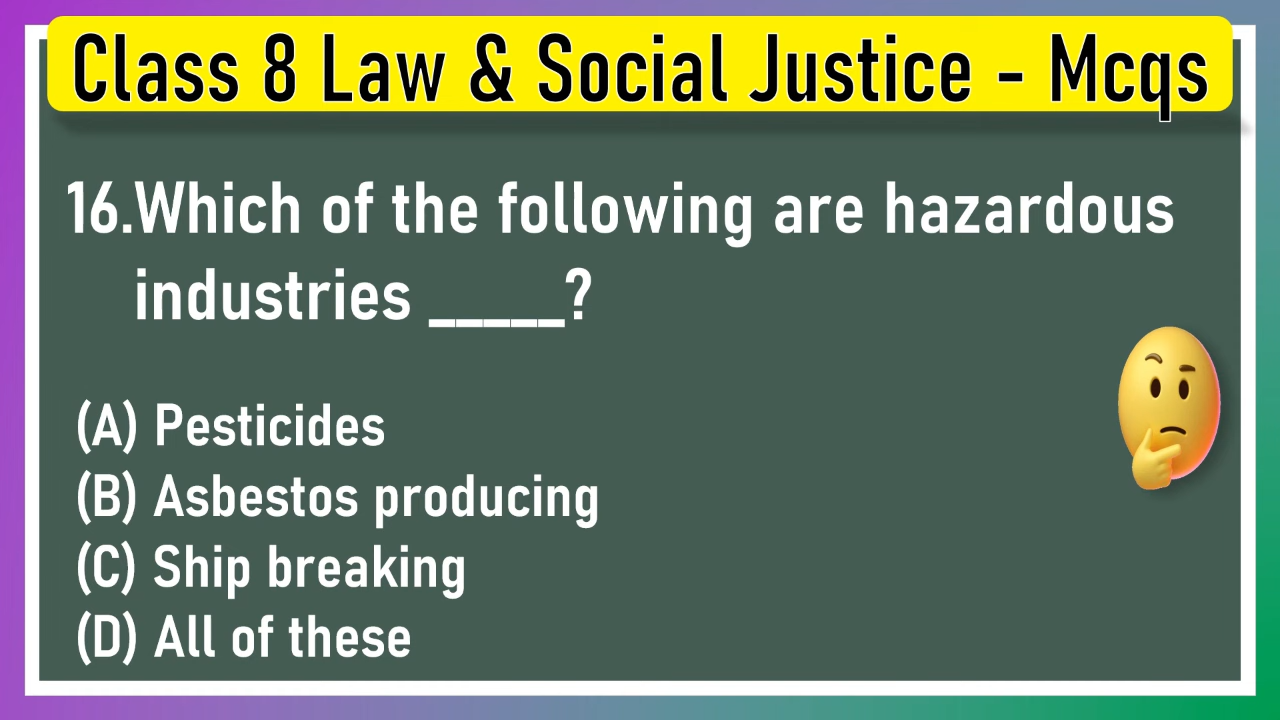 Class 8 Law & Social Justice - Mcqs
16.Which of the following are hazardous
industries _____?
(A) Pesticides
(B) Asbestos producing
(C) Ship breaking
(D) All of these